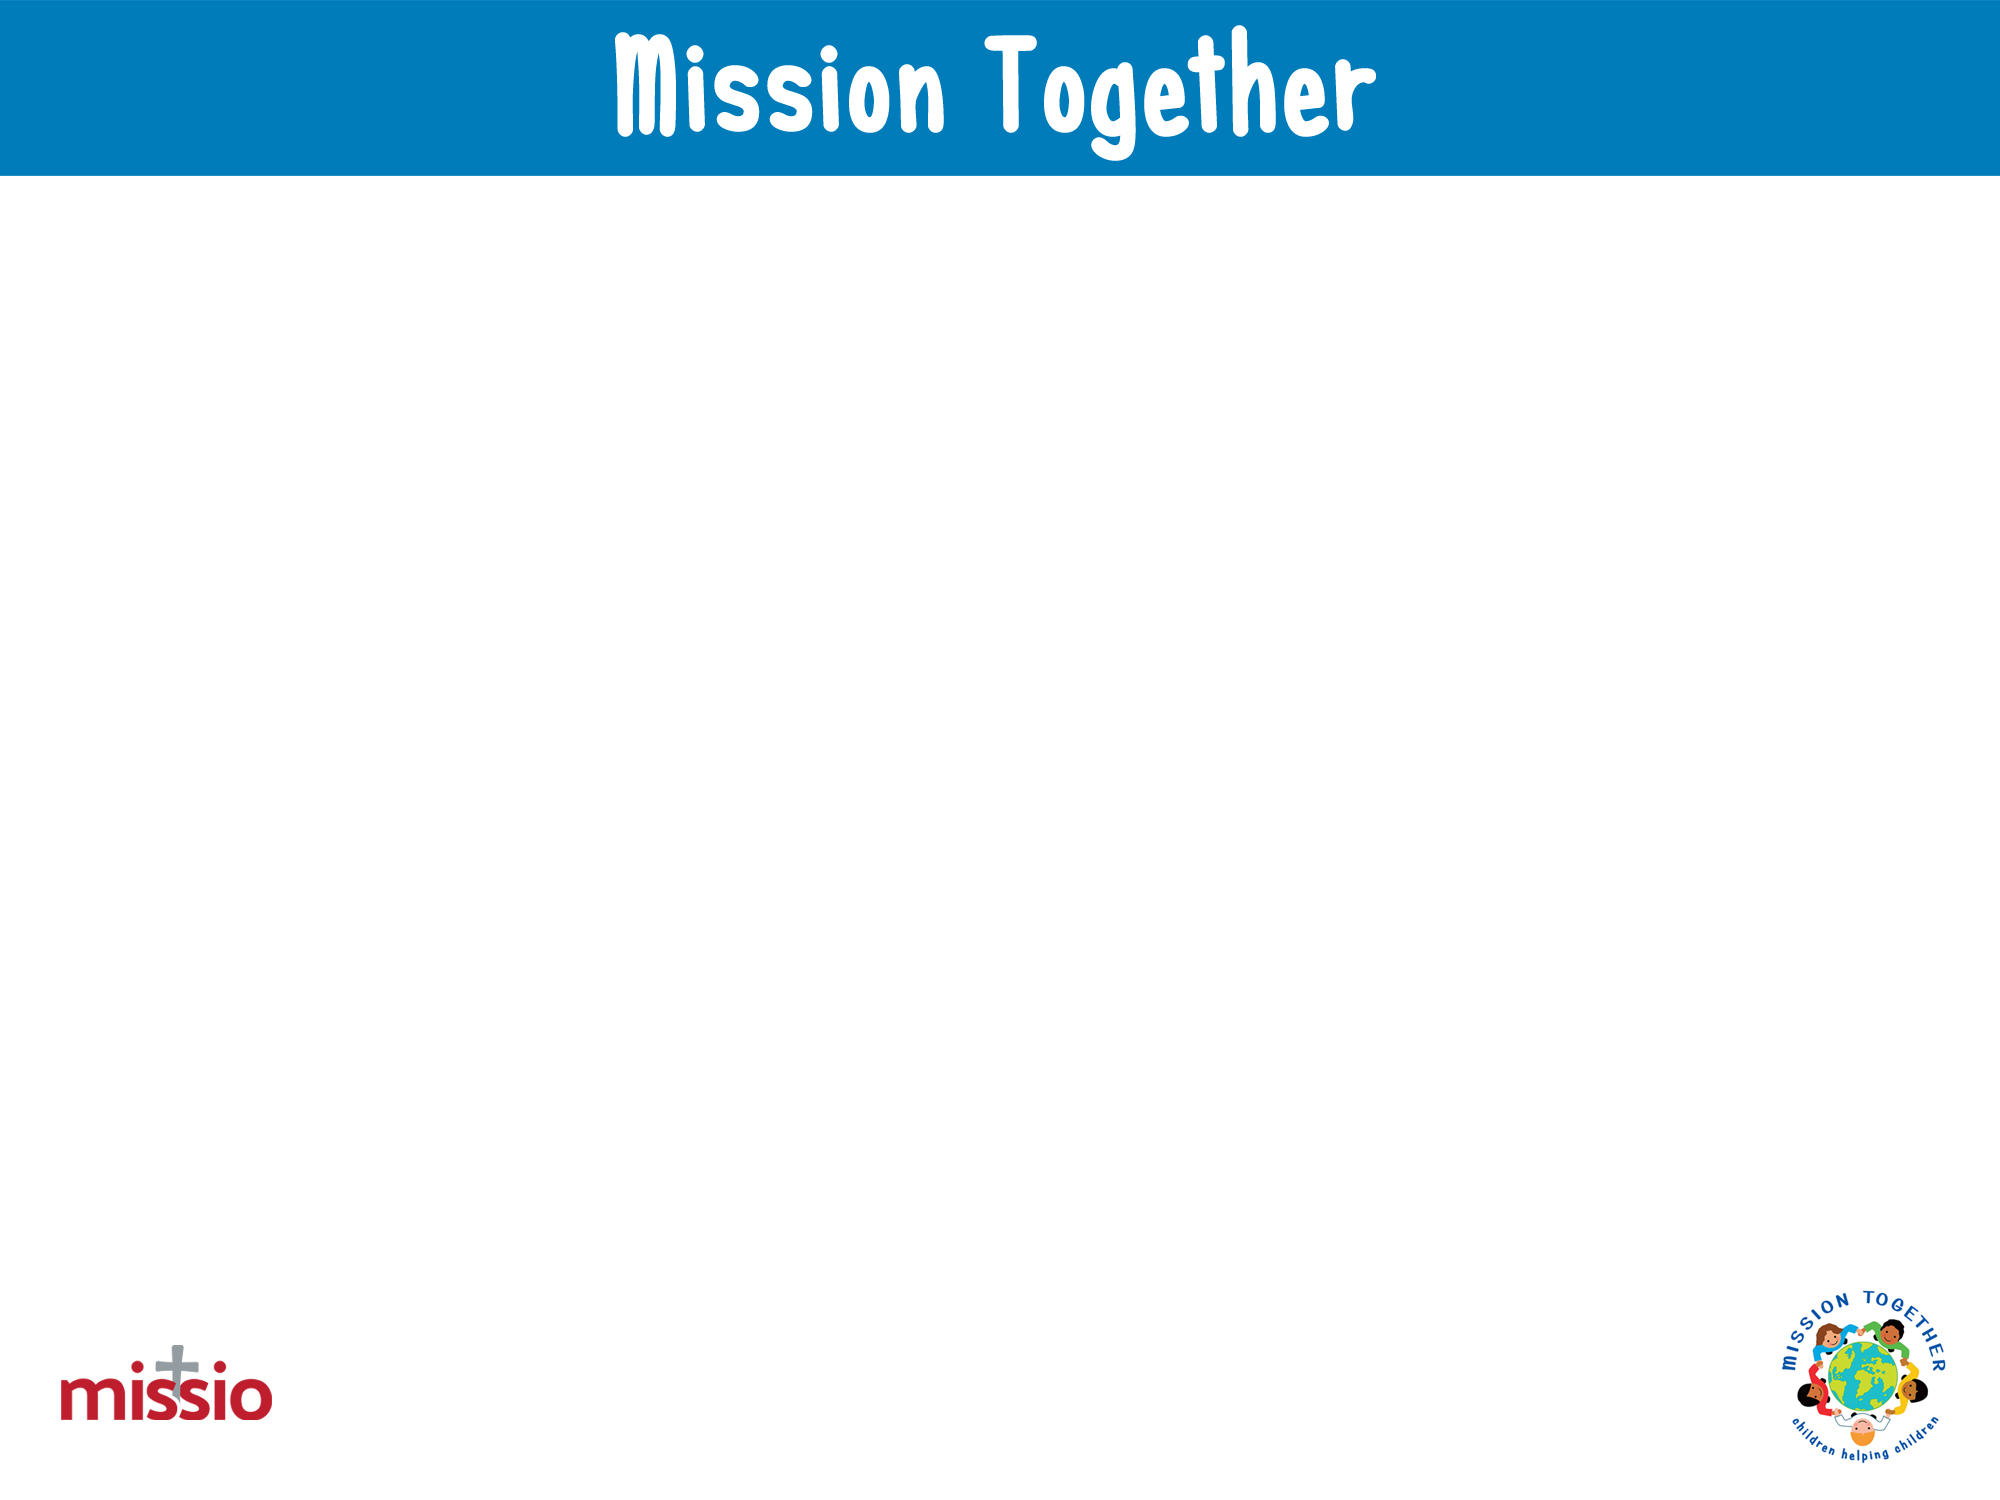 Mission Together
missio
MISSION TOGETHER
children helping children